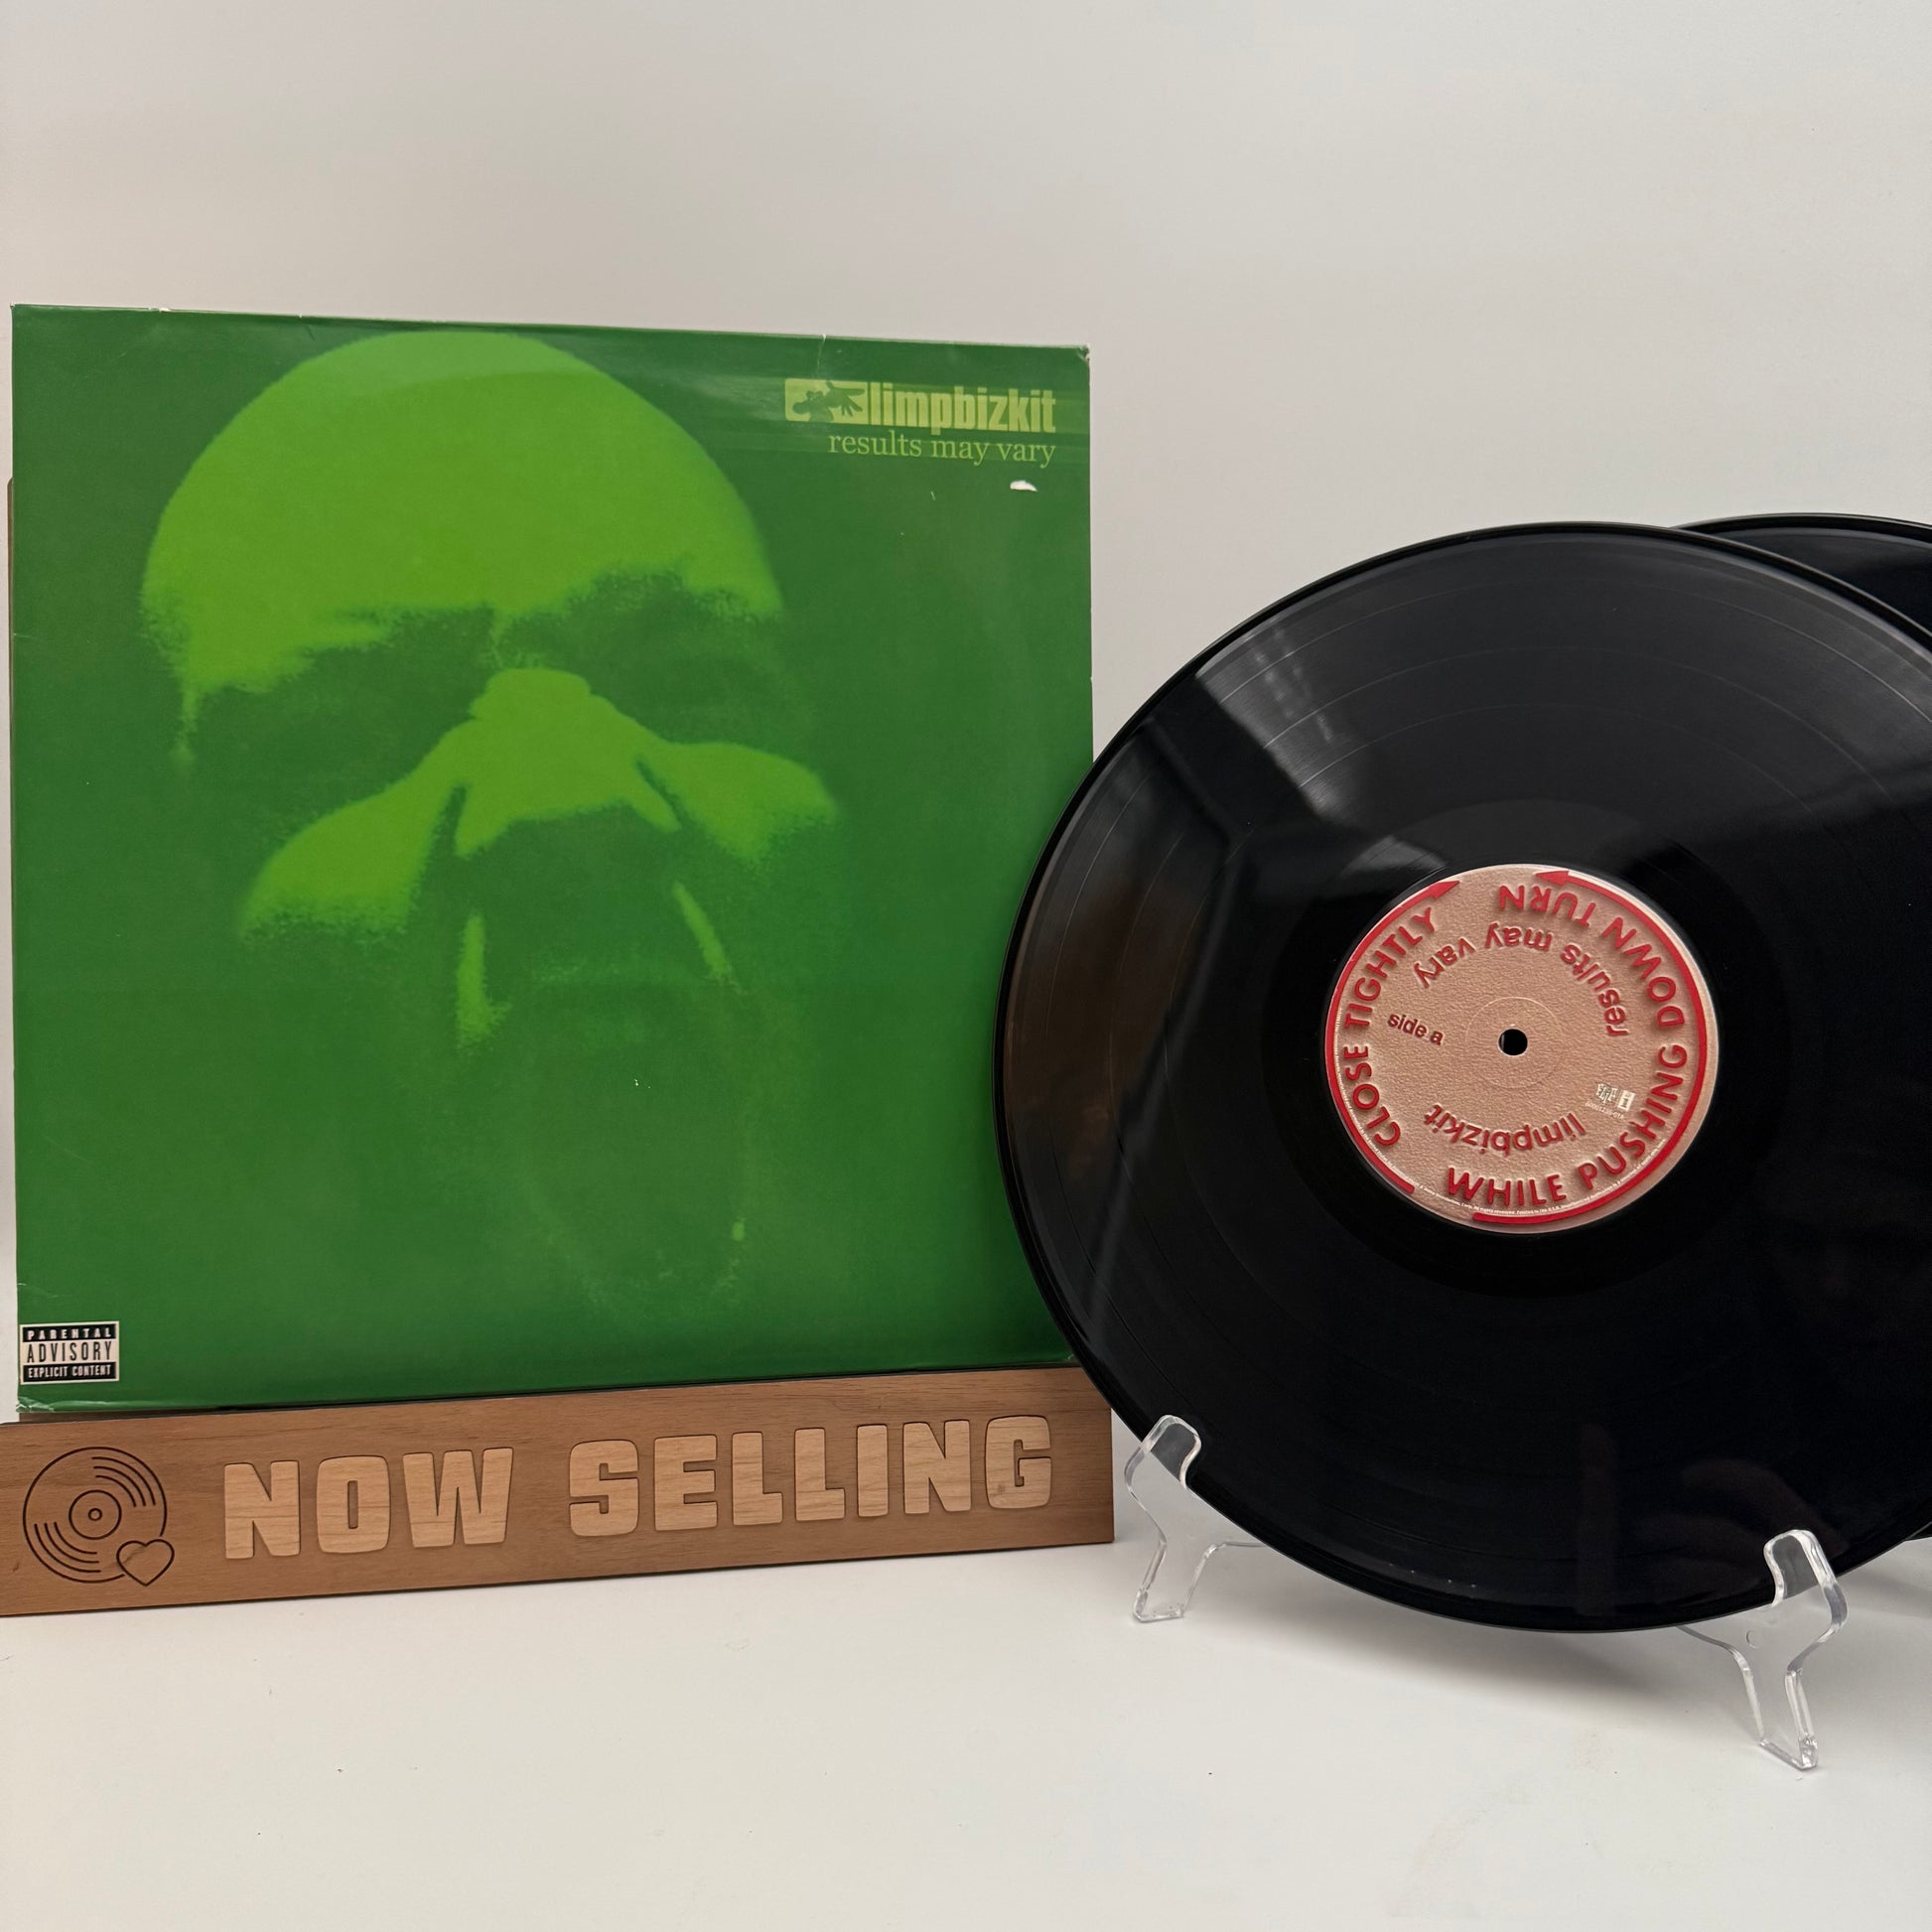 limpbizkit
results may vary
PARENTAL
ADVISORY
EXPLICIT CONTENT
NOW SELLING
CLOSE TIGHTLY
WHILE PUSHING DOWN TURN
results may vary
side a
limpbizkit